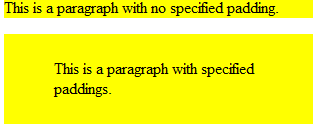 This is a paragraph with no specified padding.
This is a paragraph with specified
paddings.